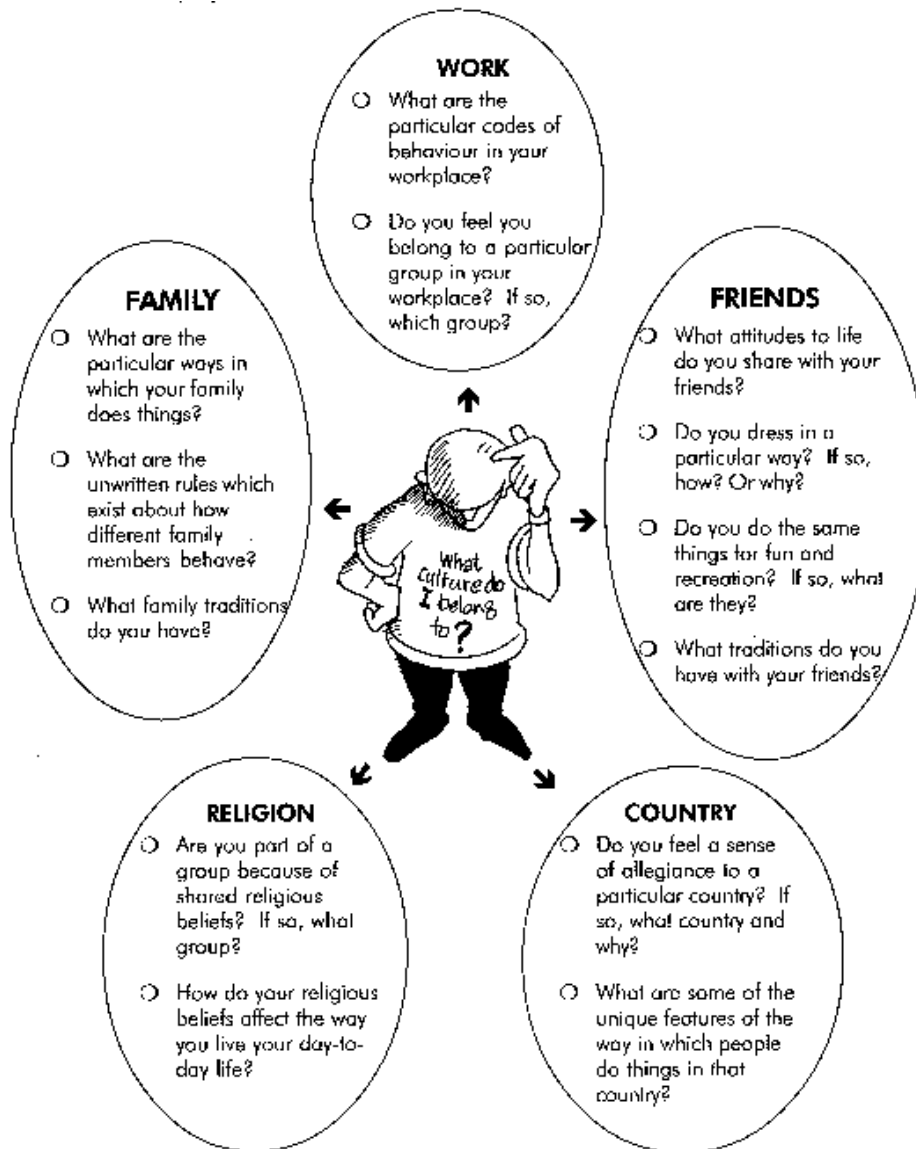 WORK
What are the
particular codes of
behaviour in your
workplace?
Do you feel you
belong to a particular
group in your
workplace? If so,
which group?
FAMILY
What are the
particular ways in
which your family
does things?
What are the
unwritten rules which
exist about how
different family
members behave?
What family traditions
do you have?
FRIENDS
What attitudes to life
do you share with your
friends?
Do you dress in a
particular way? If so,
how? Or why?
Do you do the same
things for fun and
recreation? If so, what
are they?
What traditions do you
have with your friends?
What
culture do
I belong
to?
RELIGION
Are you part of a
group because of
shared religious
beliefs? If so, what
group?
How do your religious
beliefs affect the way
you live your day-to-
day life?
COUNTRY
Do you feel a sense
of allegiance to a
particular country? If
so, what country and
why?
What are some of the
unique features of the
way in which people
do things in that
country?